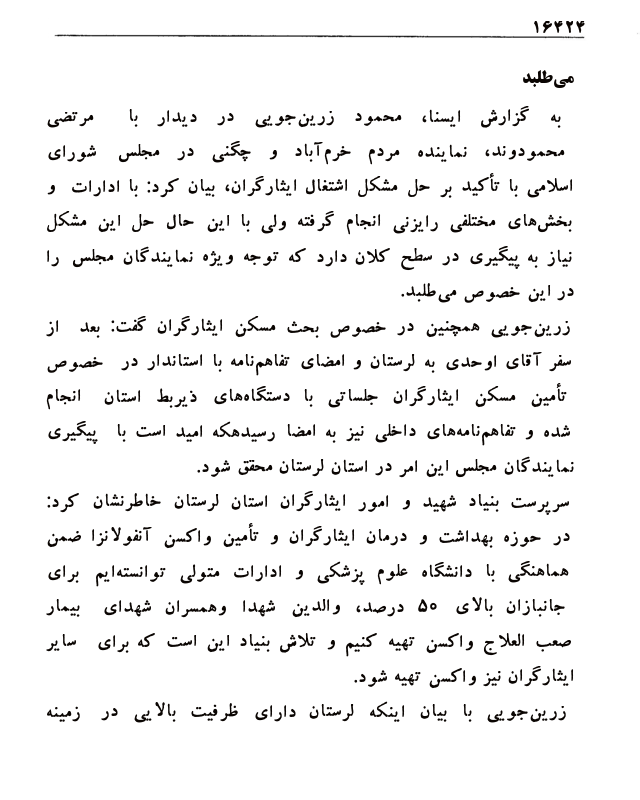 ۱۶۴۲۴
می‌طلبد
به گزارش ایسنا، محمود زرین‌جویی در دیدار با مرتضی
محمودوند، نماینده مردم خرم‌آباد و چگنی در مجلس شورای
اسلامی با تأکید بر حل مشکل اشتغال ایثارگران، بیان کرد: با ادارات و
بخش‌های مختلفی رایزنی انجام گرفته ولی با این حال حل این مشکل
نیاز به پیگیری در سطح کلان دارد که توجه ویژه نمایندگان مجلس را
در این خصوص می‌طلبد.
زرین‌جویی همچنین در خصوص بحث مسکن ایثارگران گفت: بعد از
سفر آقای اوحدی به لرستان و امضای تفاهم‌نامه با استاندار در خصوص
تأمین مسکن ایثارگران جلساتی با دستگاه‌های ذیربط استان انجام
شده و تفاهم‌نامه‌های داخلی نیز به امضا رسیدهکه امید است با پیگیری
نمایندگان مجلس این امر در استان لرستان محقق شود.
سرپرست بنیاد شهید و امور ایثارگران استان لرستان خاطرنشان کرد:
در حوزه بهداشت و درمان ایثارگران و تأمین واکسن آنفولانزا ضمن
هماهنگی با دانشگاه علوم پزشکی و ادارات متولی توانسته‌ایم برای
جانبازان بالای ۵۰ درصد، والدین شهدا وهمسران شهدای بیمار
صعب العلاج واکسن تهیه کنیم و تلاش بنیاد این است که برای سایر
ایثارگران نیز واکسن تهیه شود.
زرین‌جویی با بیان اینکه لرستان دارای ظرفیت بالایی در زمینه